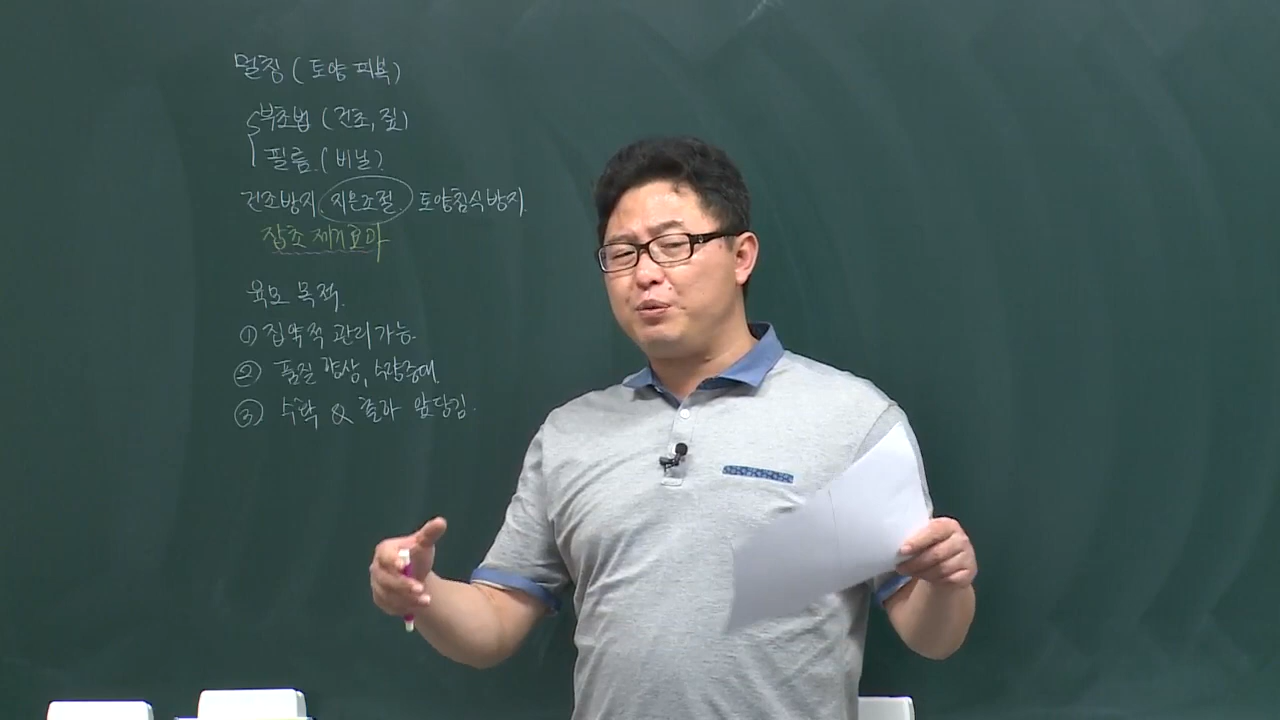 멀칭 (토양 피복)
부초법 (건초, 짚)
필름. (비닐)
건조방지, 지온조절. 토양침식방지.
잡초 제거효과
육묘 목적.
① 집약적 관리가능.
② 품질 향상, 수량증대.
③ 수확 & 출하 앞당김.